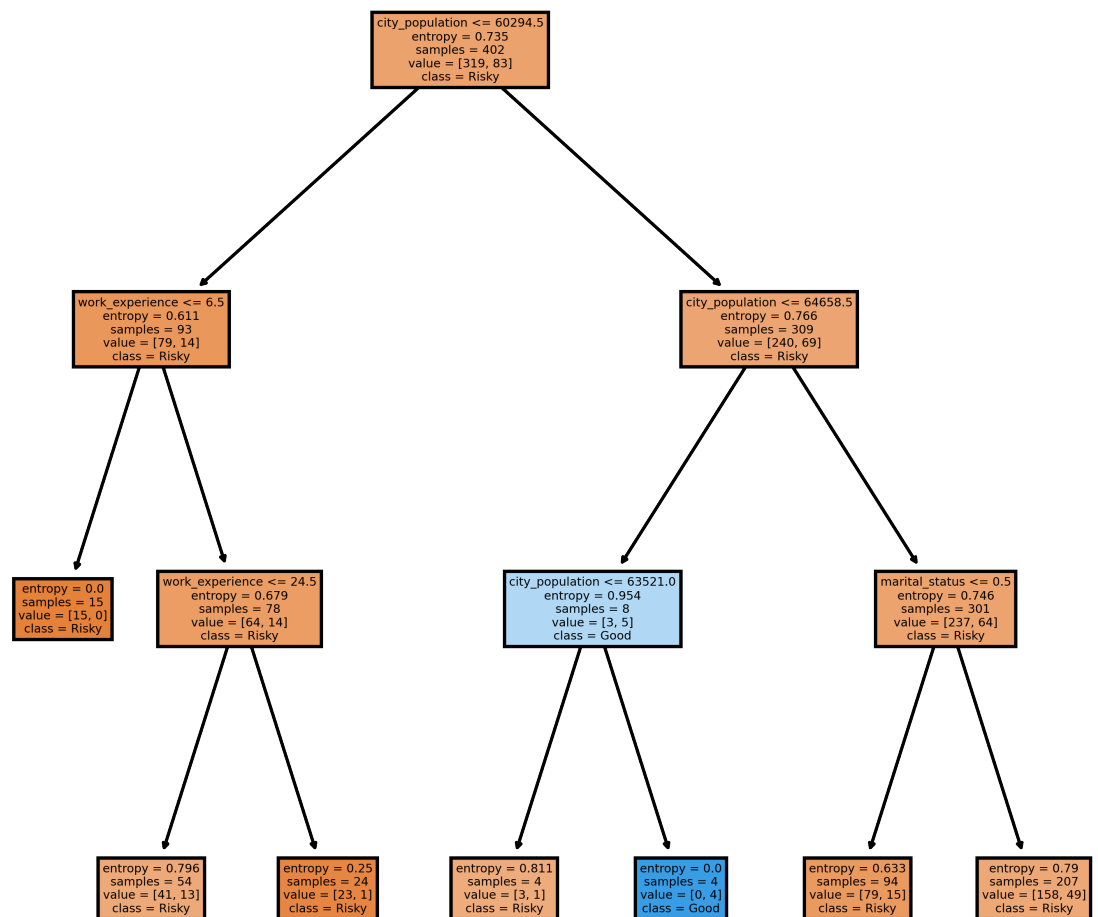 city_population <= 60294.5
entropy = 0.735
samples = 402
value = [319, 83]
class = Risky
work_experience <= 6.5
entropy = 0.611
samples = 93
value = [79, 14]
class = Risky
city_population <= 64658.5
entropy = 0.766
samples = 309
value = [240, 69]
class = Risky
entropy = 0.0
samples = 15
value = [15, 0]
class = Risky
work_experience <= 24.5
entropy = 0.679
samples = 78
value = [64, 14]
class = Risky
city_population <= 63521.0
entropy = 0.954
samples = 8
value = [3, 5]
class = Good
marital_status <= 0.5
entropy = 0.746
samples = 301
value = [237, 64]
class = Risky
entropy = 0.796
samples = 54
value = [41, 13]
class = Risky
entropy = 0.25
samples = 24
value = [23, 1]
class = Risky
entropy = 0.811
samples = 4
value = [3, 1]
class = Risky
entropy = 0.0
samples = 4
value = [0, 4]
class = Good
entropy = 0.633
samples = 94
value = [79, 15]
class = Risky
entropy = 0.79
samples = 207
value = [158, 49]
class = Risky